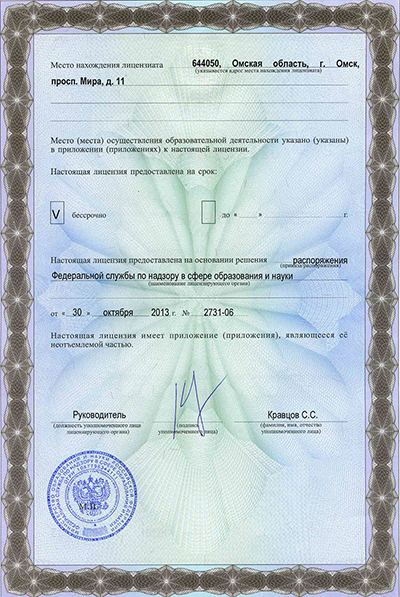 Место нахождения лицензиата 644050, Омская область, г. Омск,
(указывается адрес места нахождения лицензиата)
просп. Мира, д. 11
Место (места) осуществления образовательной деятельности указано (указаны)
в приложении (приложениях) к настоящей лицензии.
Настоящая лицензия предоставлена на срок:
V бессрочно до « » г.
Настоящая лицензия предоставлена на основании решения распоряжения
(приказа/распоряжения)
Федеральной службы по надзору в сфере образования и науки
(наименование лицензирующего органа)
от « 30 » октября 2013 г. № 2731-06
Настоящая лицензия имеет приложение (приложения), являющееся её
неотъемлемой частью.
Руководитель Кравцов С.С.
(должность уполномоченного лица (подпись (фамилия, имя, отчество
лицензирующего органа) уполномоченного лица) уполномоченного лица)
М.П.